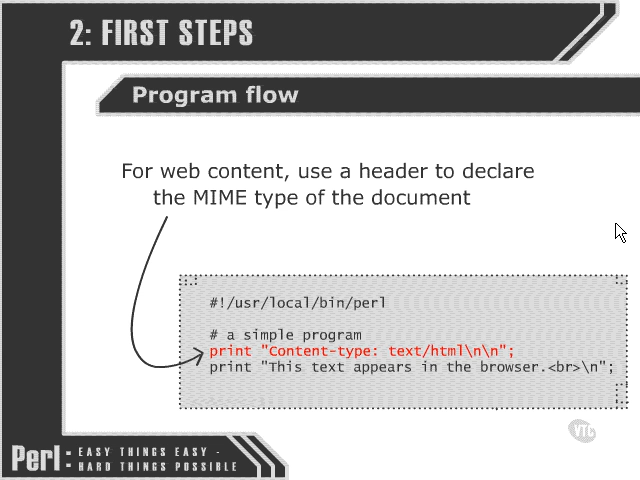 2: FIRST STEPS
Program flow
For web content, use a header to declare
the MIME type of the document
#!/usr/local/bin/perl
# a simple program
print "Content-type: text/html\n\n";
print "This text appears in the browser.<br>\n";
VTC
Perl: EASY THINGS EASY -
HARD THINGS POSSIBLE